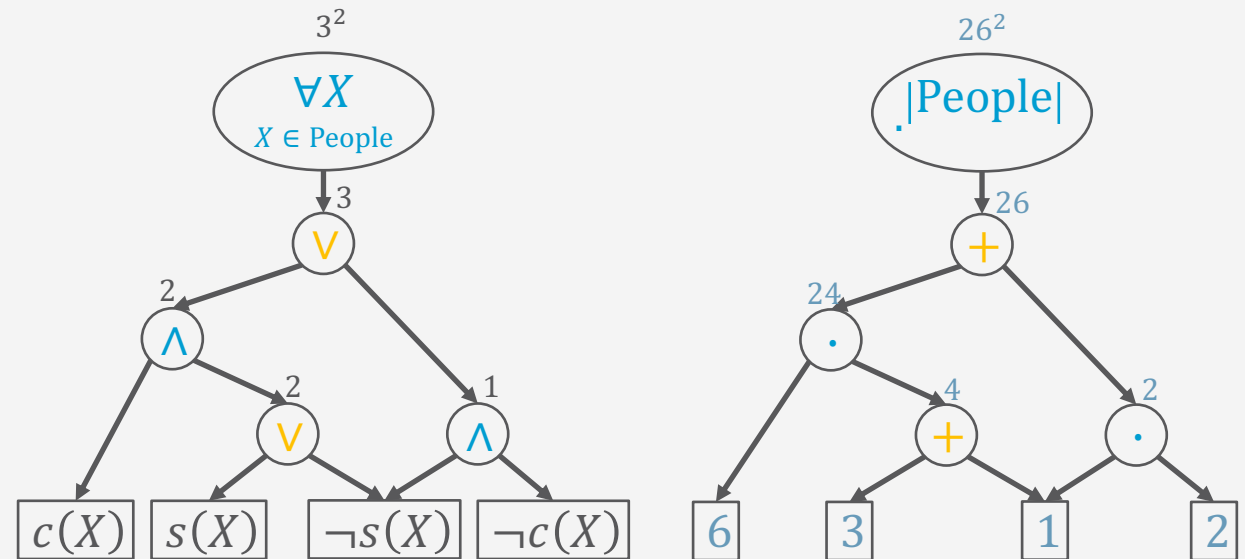 3² 26²
∀X .|People|
X ∈ People
3 26
∨ +
2 24
∧ ·
2 1 4 2
∨ ∧ + ·
c(X) s(X) ¬s(X) ¬c(X) 6 3 1 2